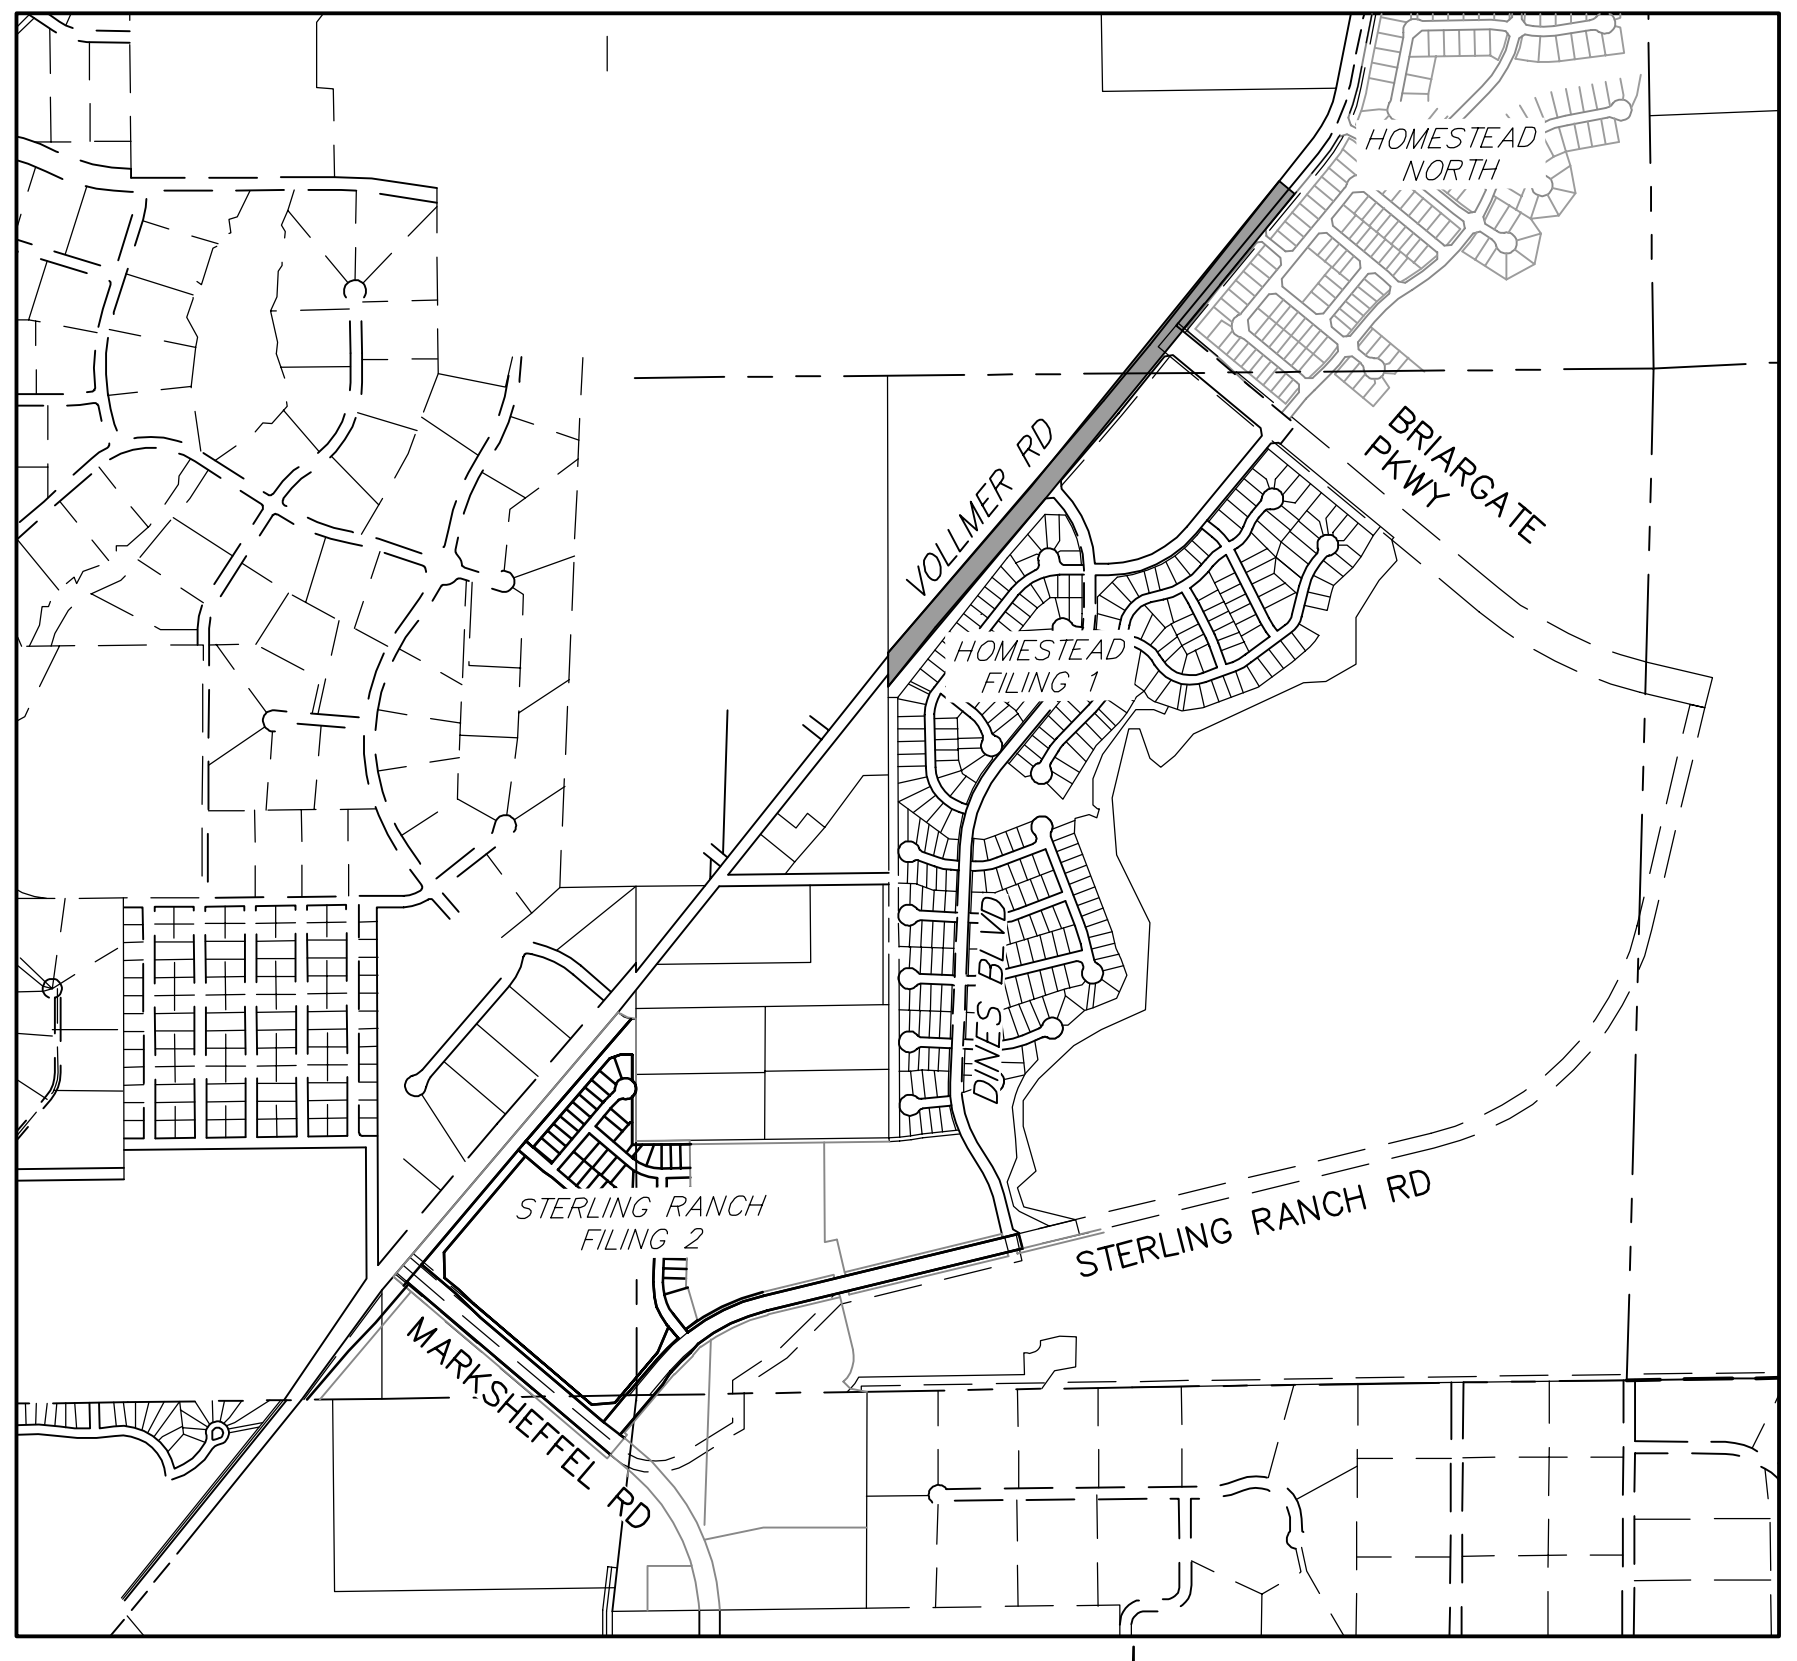 HOMESTEAD
NORTH
BRIARGATE
PKWY
VOLLMER RD
HOMESTEAD
FILING 1
DINES BLVD
STERLING RANCH RD
STERLING RANCH
FILING 2
MARKSHEFFEL RD